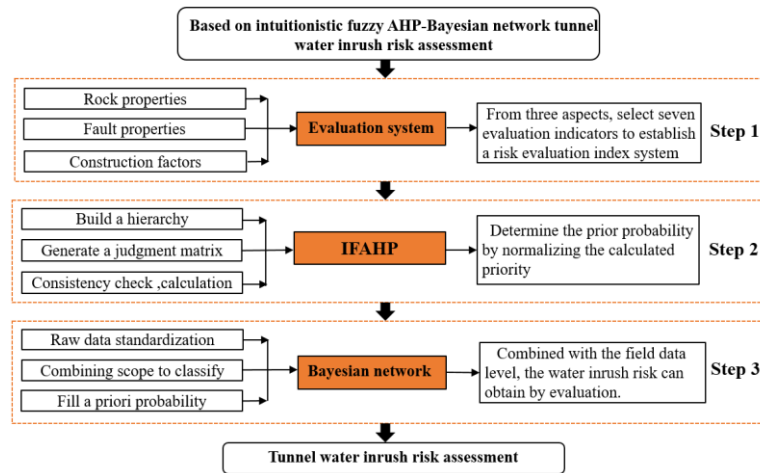 Based on intuitionistic fuzzy AHP-Bayesian network tunnel
water inrush risk assessment
Rock properties
Fault properties
Construction factors
Evaluation system
From three aspects, select seven
evaluation indicators to establish
a risk evaluation index system
Step 1
Build a hierarchy
Generate a judgment matrix
Consistency check ,calculation
IFAHP
Determine the prior probability
by normalizing the calculated
priority
Step 2
Raw data standardization
Combining scope to classify
Fill a priori probability
Bayesian network
Combined with the field data
level, the water inrush risk can
obtain by evaluation.
Step 3
Tunnel water inrush risk assessment